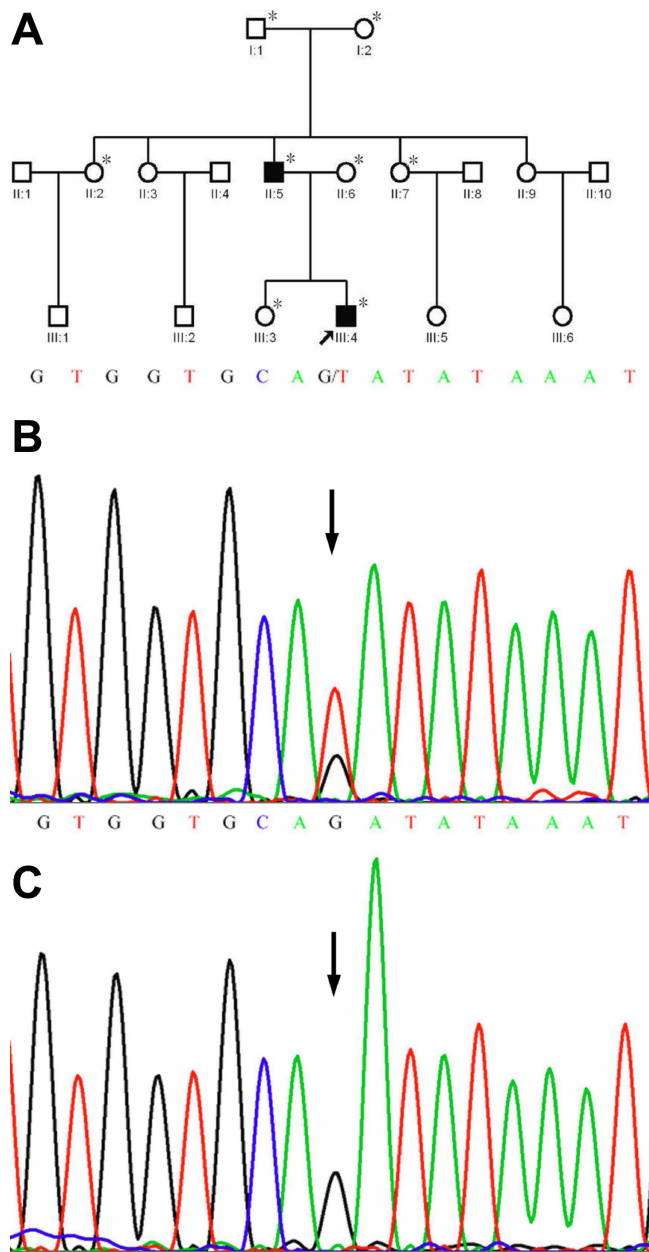 A
* *
I:1 I:2
* * * *
II:1 II:2 II:3 II:4 II:5 II:6 II:7 II:8 II:9 II:10
* *
III:1 III:2 III:3 III:4 III:5 III:6
G T G G T G C A G/T A T A T A A A T
B
G T G G T G C A G A T A T A A A T
C